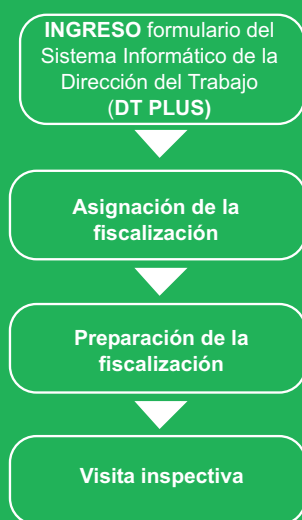 INGRESO formulario del
Sistema Informático de la
Dirección del Trabajo
(DT PLUS)
Asignación de la
fiscalización
Preparación de la
fiscalización
Visita inspectiva